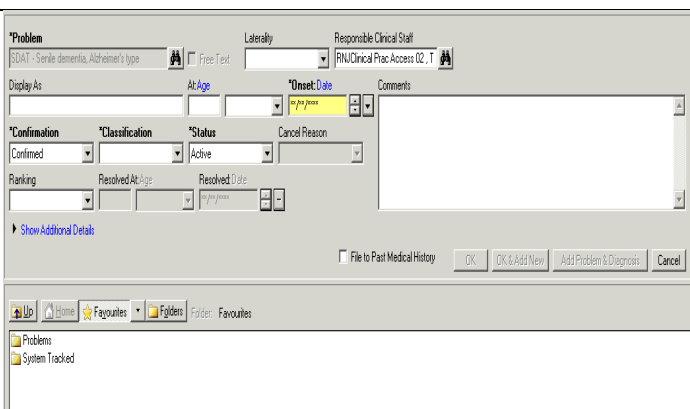 *Problem Laterality Responsible Clinical Staff
SDAT - Senile dementia, Alzheimer's type Free Text RNJClinical Prac Access 02 , T
Display As At: Age *Onset: Date Comments
**/**/****
*Confirmation *Classification *Status Cancel Reason
Confirmed Active
Ranking Resolved At: Age Resolved: Date
**/**/****
Show Additional Details
File to Past Medical History OK OK & Add New Add Problem & Diagnosis Cancel
Up Home Favourites Folders Folder: Favourites
Problems
System Tracked